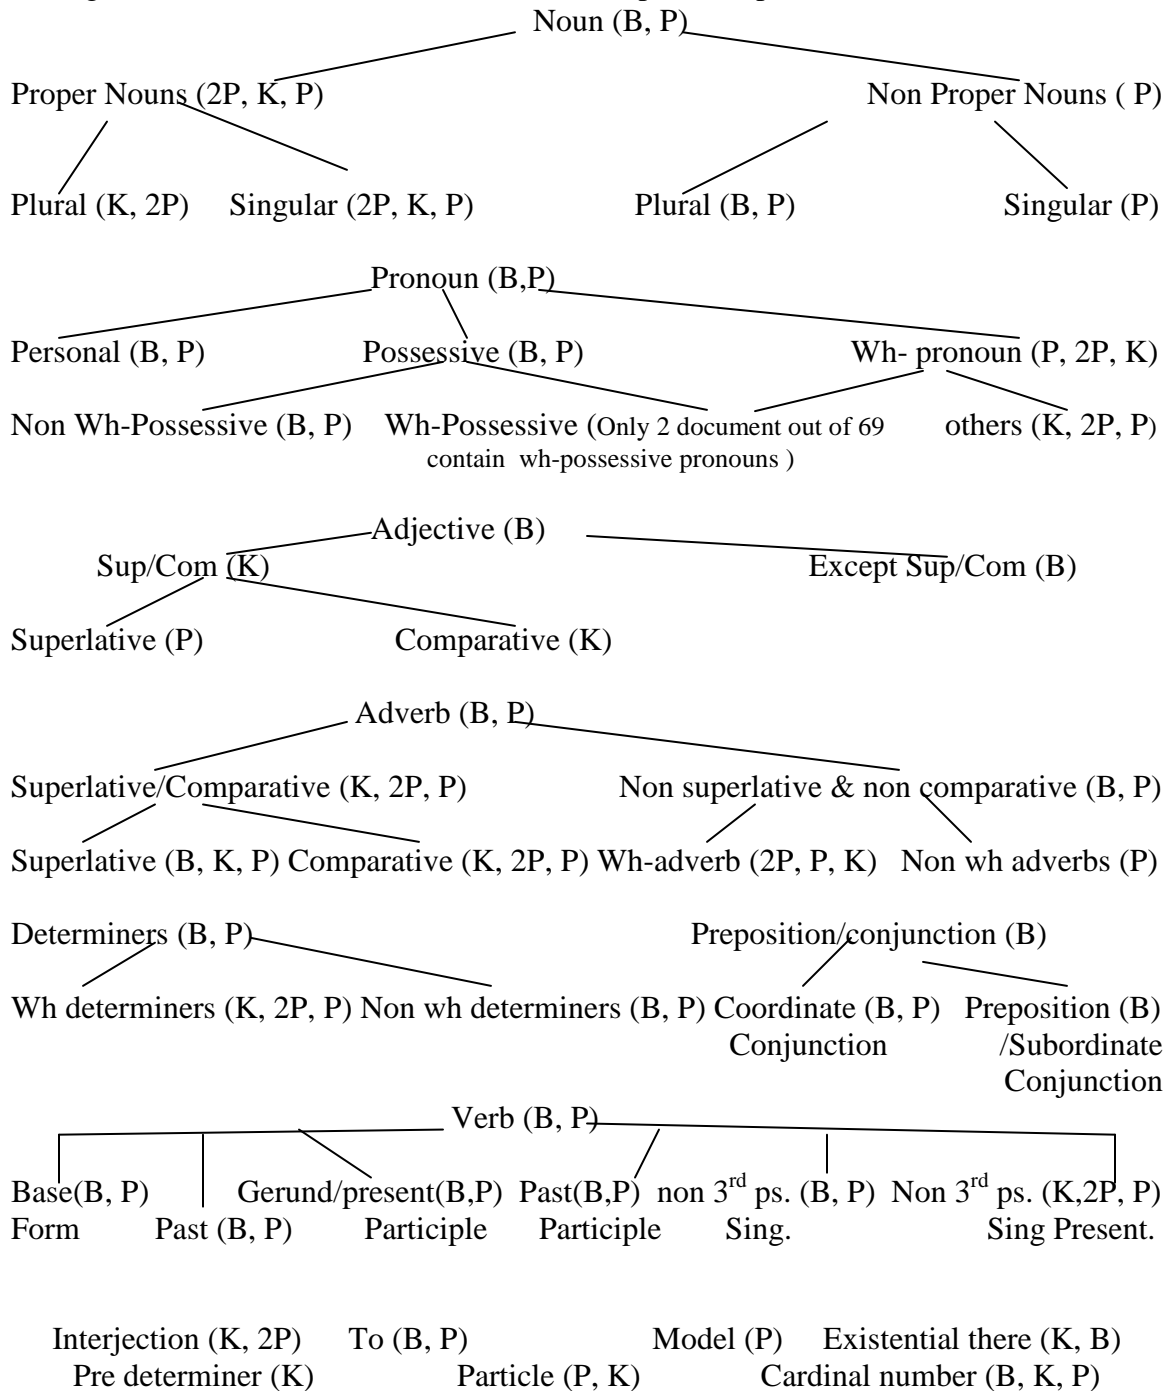 Noun (B, P)
Proper Nouns (2P, K, P) Non Proper Nouns ( P)
Plural (K, 2P) Singular (2P, K, P) Plural (B, P) Singular (P)
Pronoun (B,P)
Personal (B, P) Possessive (B, P) Wh- pronoun (P, 2P, K)
Non Wh-Possessive (B, P) Wh-Possessive (Only 2 document out of 69 others (K, 2P, P)
contain wh-possessive pronouns )
Adjective (B)
Sup/Com (K) Except Sup/Com (B)
Superlative (P) Comparative (K)
Adverb (B, P)
Superlative/Comparative (K, 2P, P) Non superlative & non comparative (B, P)
Superlative (B, K, P) Comparative (K, 2P, P) Wh-adverb (2P, P, K) Non wh adverbs (P)
Determiners (B, P) Preposition/conjunction (B)
Wh determiners (K, 2P, P) Non wh determiners (B, P) Coordinate (B, P) Preposition (B)
Conjunction /Subordinate
Conjunction
Verb (B, P)
Base(B, P) Gerund/present(B,P) Past(B,P) non 3rd ps. (B, P) Non 3rd ps. (K,2P, P)
Form Past (B, P) Participle Participle Sing. Sing Present.
Interjection (K, 2P) To (B, P) Model (P) Existential there (K, B)
Pre determiner (K) Particle (P, K) Cardinal number (B, K, P)